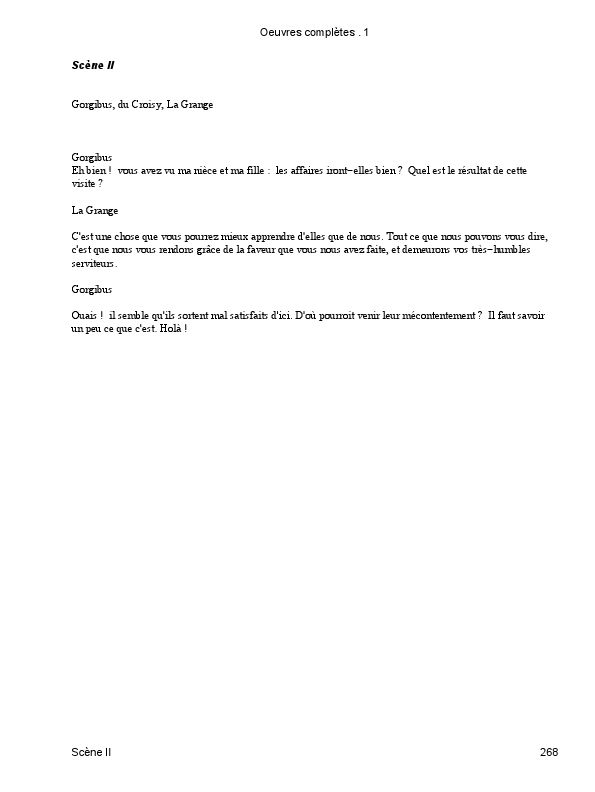 Oeuvres complètes . 1
Scène II
Gorgibus, du Croisy, La Grange
Gorgibus
Eh bien ! vous avez vu ma nièce et ma fille : les affaires iront−elles bien ? Quel est le résultat de cette
visite ?
La Grange
C'est une chose que vous pourrez mieux apprendre d'elles que de nous. Tout ce que nous pouvons vous dire,
c'est que nous vous rendons grâce de la faveur que vous nous avez faite, et demeurons vos très−humbles
serviteurs.
Gorgibus
Ouais ! il semble qu'ils sortent mal satisfaits d'ici. D'où pourroit venir leur mécontentement ? Il faut savoir
un peu ce que c'est. Holà !
Scène II 268